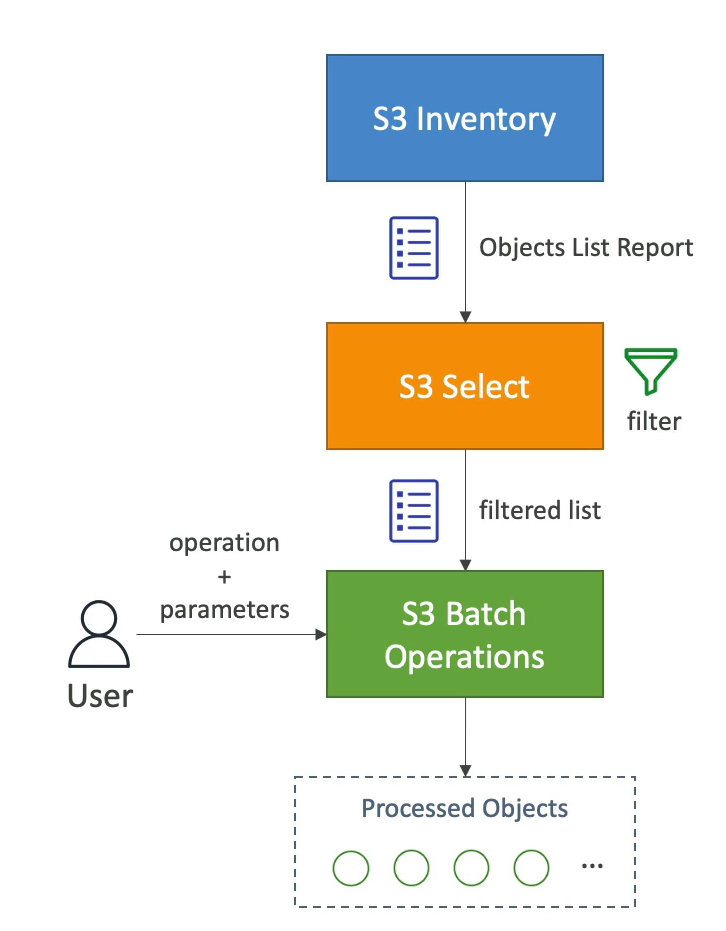 S3 Inventory
Objects List Report
S3 Select
filter
filtered list
operation
+
parameters
S3 Batch
Operations
User
Processed Objects
...